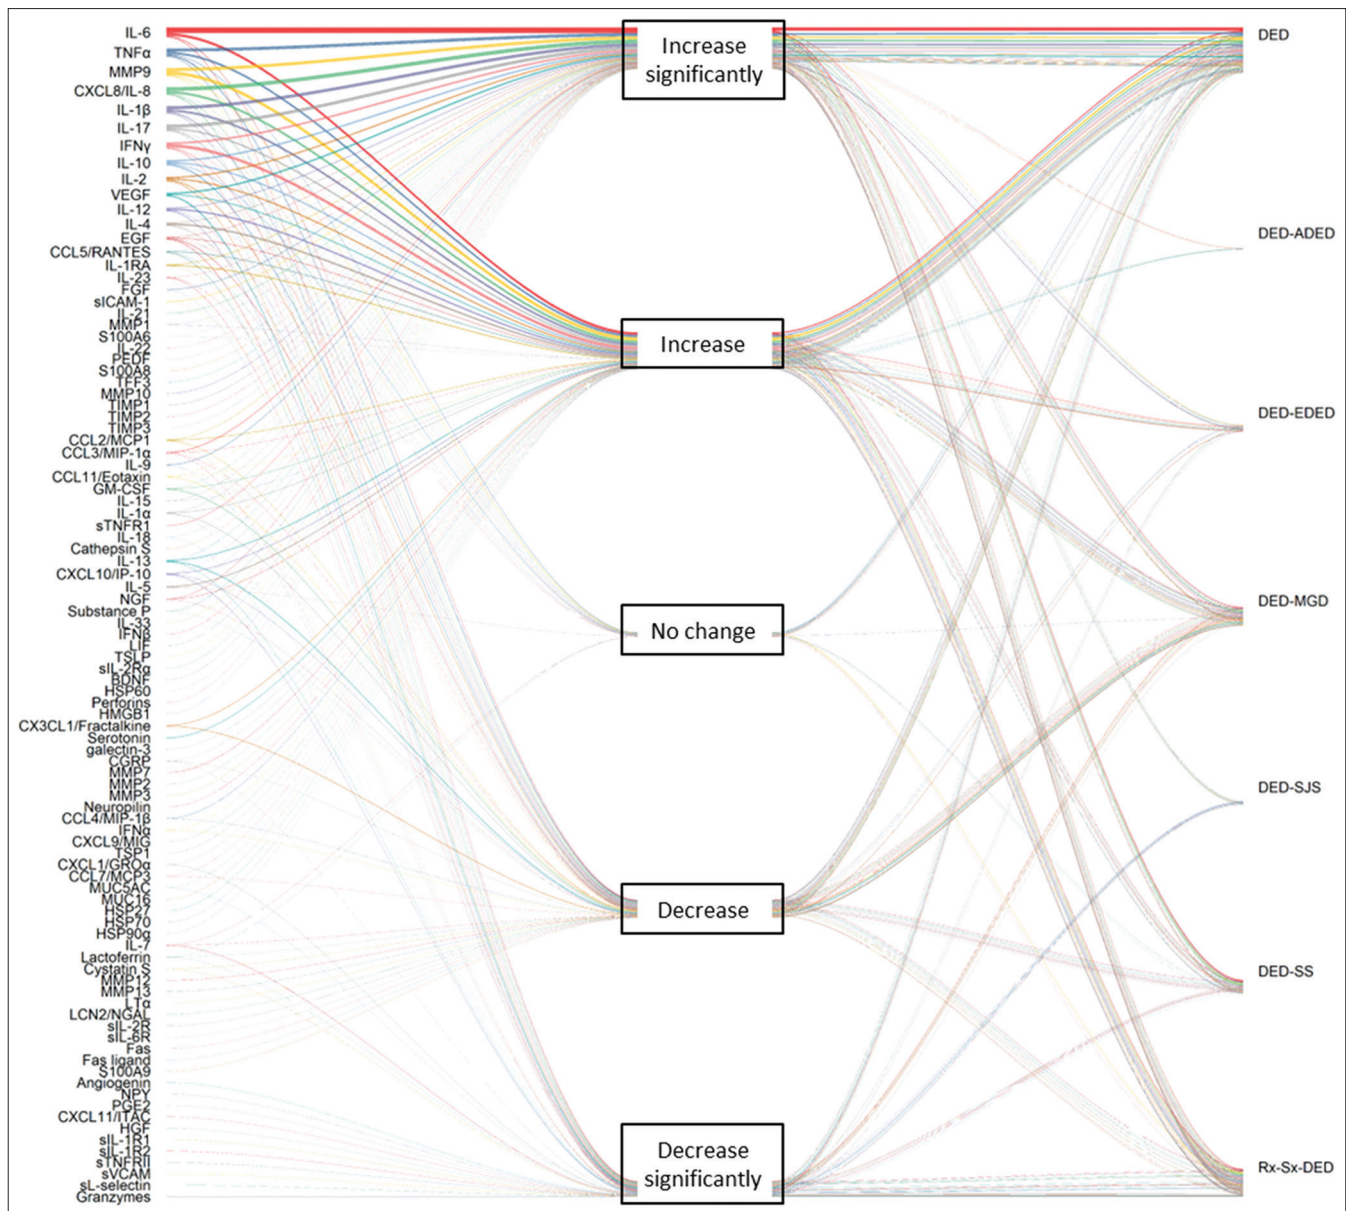 IL-6
TNFα
MMP9
CXCL8/IL-8
IL-1β
IL-17
IFNγ
IL-10
IL-2
VEGF
IL-12
IL-4
EGF
CCL5/RANTES
IL-1RA
IL-23
FGF
sICAM-1
IL-21
MMP1
S100A6
IL-22
PEDF
S100A8
TFF3
MMP10
TIMP1
TIMP2
TIMP3
CCL2/MCP1
CCL3/MIP-1α
IL-9
CCL11/Eotaxin
GM-CSF
IL-15
IL-1α
sTNFR1
IL-18
Cathepsin S
IL-13
CXCL10/IP-10
IL-5
NGF
Substance P
IL-33
IFNβ
LIF
TSLP
sIL-2Rα
BDNF
HSP60
Perforins
HMGB1
CX3CL1/Fractalkine
Serotonin
galectin-3
CGRP
MMP7
MMP2
MMP3
Neuropilin
CCL4/MIP-1β
IFNα
CXCL9/MIG
TSP1
CXCL1/GROα
CCL7/MCP3
MUC5AC
MUC16
HSP27
HSP70
HSP90α
IL-7
Lactoferrin
Cystatin S
MMP12
MMP13
LTα
LCN2/NGAL
sIL-2R
sIL-6R
Fas
Fas ligand
S100A9
Angiogenin
NPY
PGE2
CXCL11/ITAC
HGF
sIL-1R1
sIL-1R2
sTNFRII
sVCAM
sL-selectin
Granzymes
Increase
significantly
Increase
No change
Decrease
Decrease
significantly
DED
DED-ADED
DED-EDED
DED-MGD
DED-SJS
DED-SS
Rx-Sx-DED